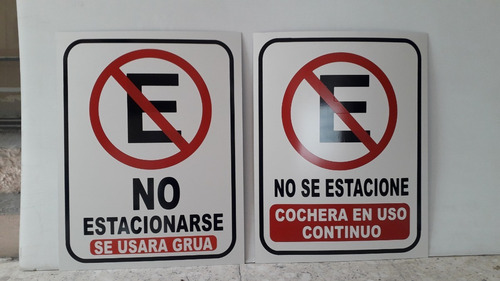 E
NO
ESTACIONARSE
SE USARA GRUA
E
NO SE ESTACIONE
COCHERA EN USO
CONTINUO